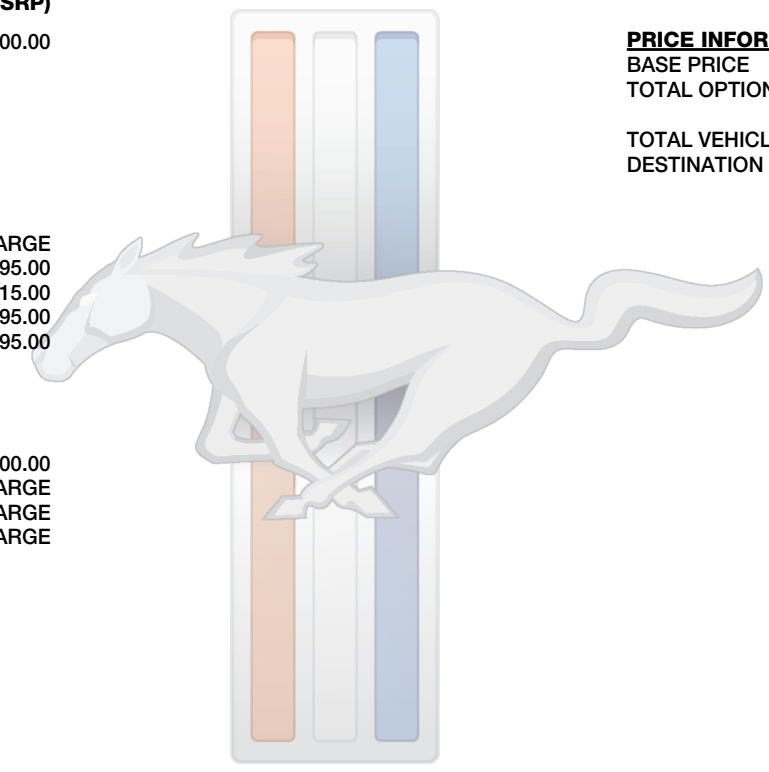 SRP)
00.00
ARGE
95.00
15.00
95.00
95.00
00.00
ARGE
ARGE
ARGE
PRICE INFOR
BASE PRICE
TOTAL OPTION
TOTAL VEHICL
DESTINATION